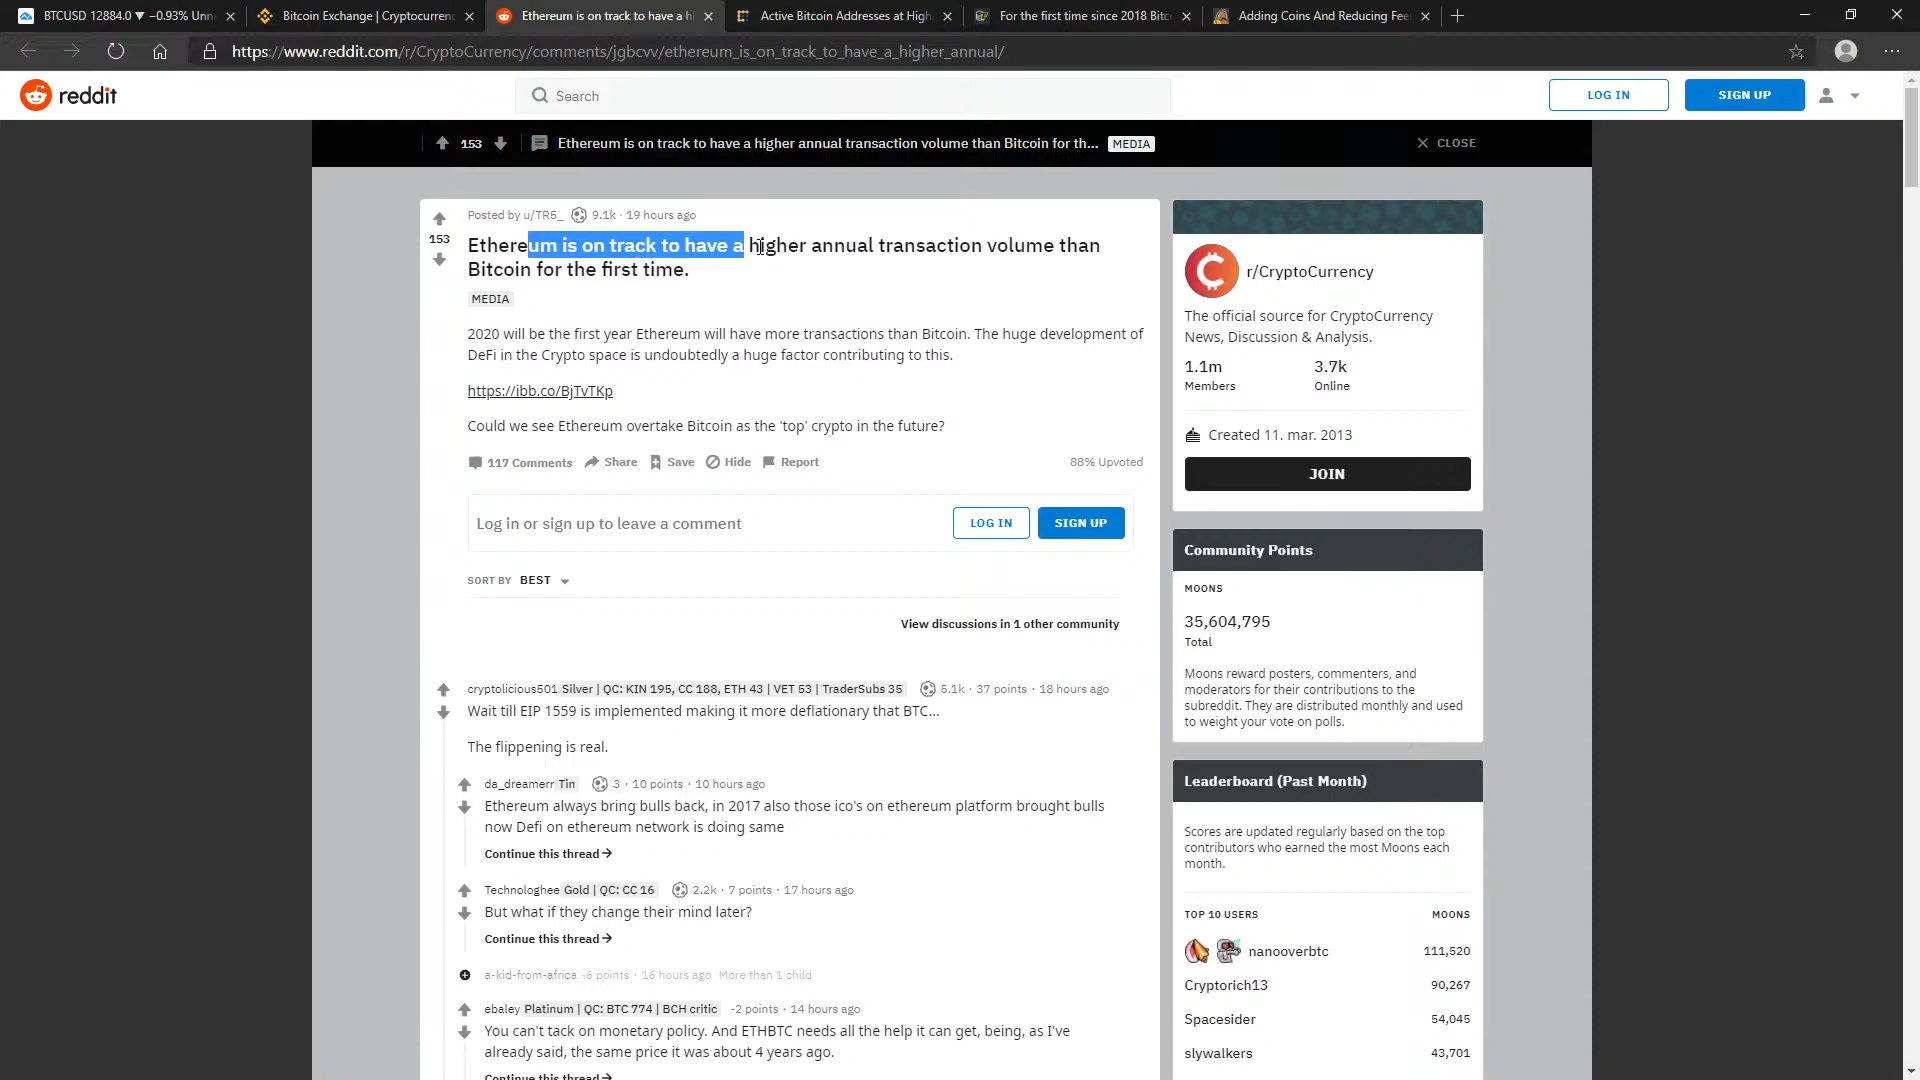 BTCUSD 12884.0 ▼ −0.93% Unn
Bitcoin Exchange | Cryptocurrenc
Ethereum is on track to have a hi
Active Bitcoin Addresses at High
For the first time since 2018 Bitc
Adding Coins And Reducing Fee
https://www.reddit.com/r/CryptoCurrency/comments/jgbcvv/ethereum_is_on_track_to_have_a_higher_annual/
reddit
Search
LOG IN
SIGN UP
153
Ethereum is on track to have a higher annual transaction volume than Bitcoin for th...
MEDIA
CLOSE
Posted by u/TR5_ 9.1k · 19 hours ago
153
Ethereum is on track to have a higher annual transaction volume than
Bitcoin for the first time.
MEDIA
2020 will be the first year Ethereum will have more transactions than Bitcoin. The huge development of
DeFi in the Crypto space is undoubtedly a huge factor contributing to this.
https://ibb.co/BjTvTKp
Could we see Ethereum overtake Bitcoin as the 'top' crypto in the future?
117 Comments Share Save Hide Report 88% Upvoted
Log in or sign up to leave a comment
LOG IN
SIGN UP
SORT BY BEST
View discussions in 1 other community
cryptolicious501 Silver | QC: KIN 195, CC 188, ETH 43 | VET 53 | TraderSubs 35 5.1k · 37 points · 18 hours ago
Wait till EIP 1559 is implemented making it more deflationary that BTC...
The flippening is real.
da_dreamerr Tin 3 · 10 points · 10 hours ago
Ethereum always bring bulls back, in 2017 also those ico's on ethereum platform brought bulls
now Defi on ethereum network is doing same
Continue this thread→
Technologhee Gold | QC: CC 16 2.2k · 7 points · 17 hours ago
But what if they change their mind later?
Continue this thread→
a-kid-from-africa -6 points · 16 hours ago More than 1 child
ebaley Platinum | QC: BTC 774 | BCH critic -2 points · 14 hours ago
You can't tack on monetary policy. And ETHBTC needs all the help it can get, being, as I've
already said, the same price it was about 4 years ago.
Continue this thread→
r/CryptoCurrency
The official source for CryptoCurrency
News, Discussion & Analysis.
1.1m 3.7k
Members Online
Created 11. mar. 2013
JOIN
Community Points
MOONS
35,604,795
Total
Moons reward posters, commenters, and
moderators for their contributions to the
subreddit. They are distributed monthly and used
to weight your vote on polls.
Leaderboard (Past Month)
Scores are updated regularly based on the top
contributors who earned the most Moons each
month.
TOP 10 USERS MOONS
nanooverbtc 111,520
Cryptorich13 90,267
Spacesider 54,045
slywalkers 43,701